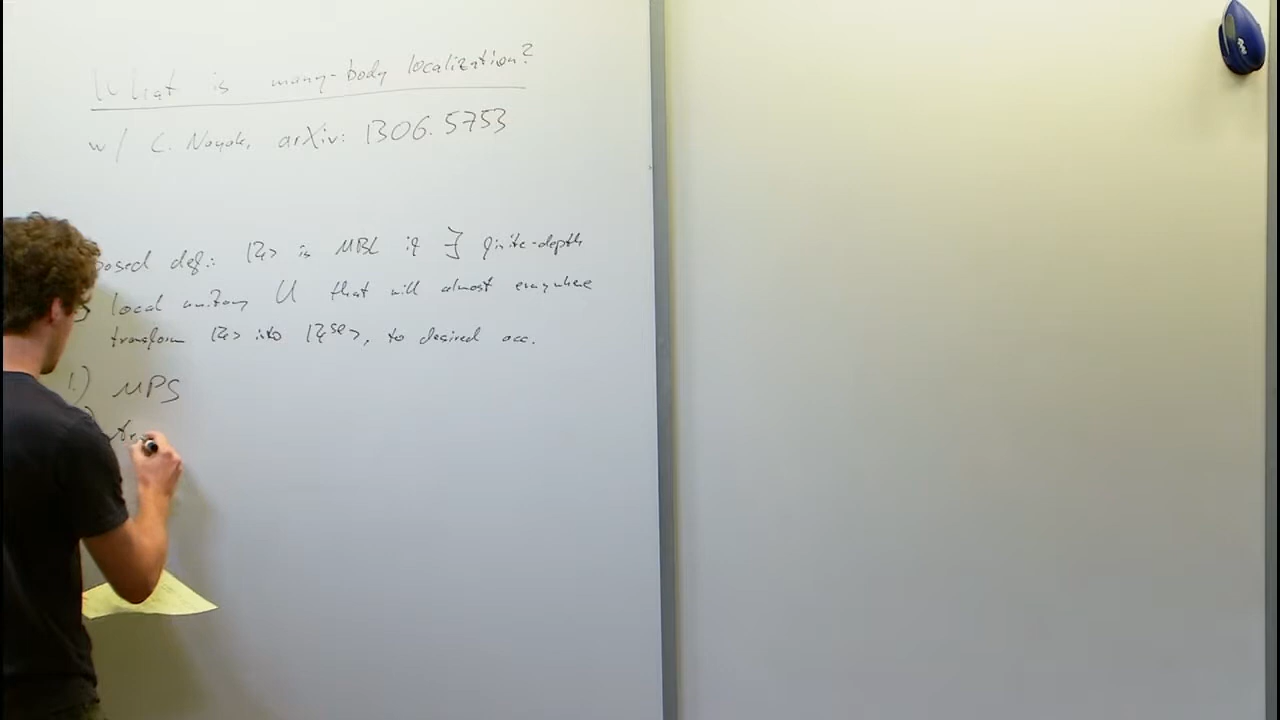 What is many-body localization?
w/ C. Nayak, arXiv: 1306.5753
posed def.: |Ψ> is MBL if ∃ finite-depth
local unitary U that will almost everywhere
transform |Ψ> into |Ψ^SD>, to desired acc.
1.) MPS